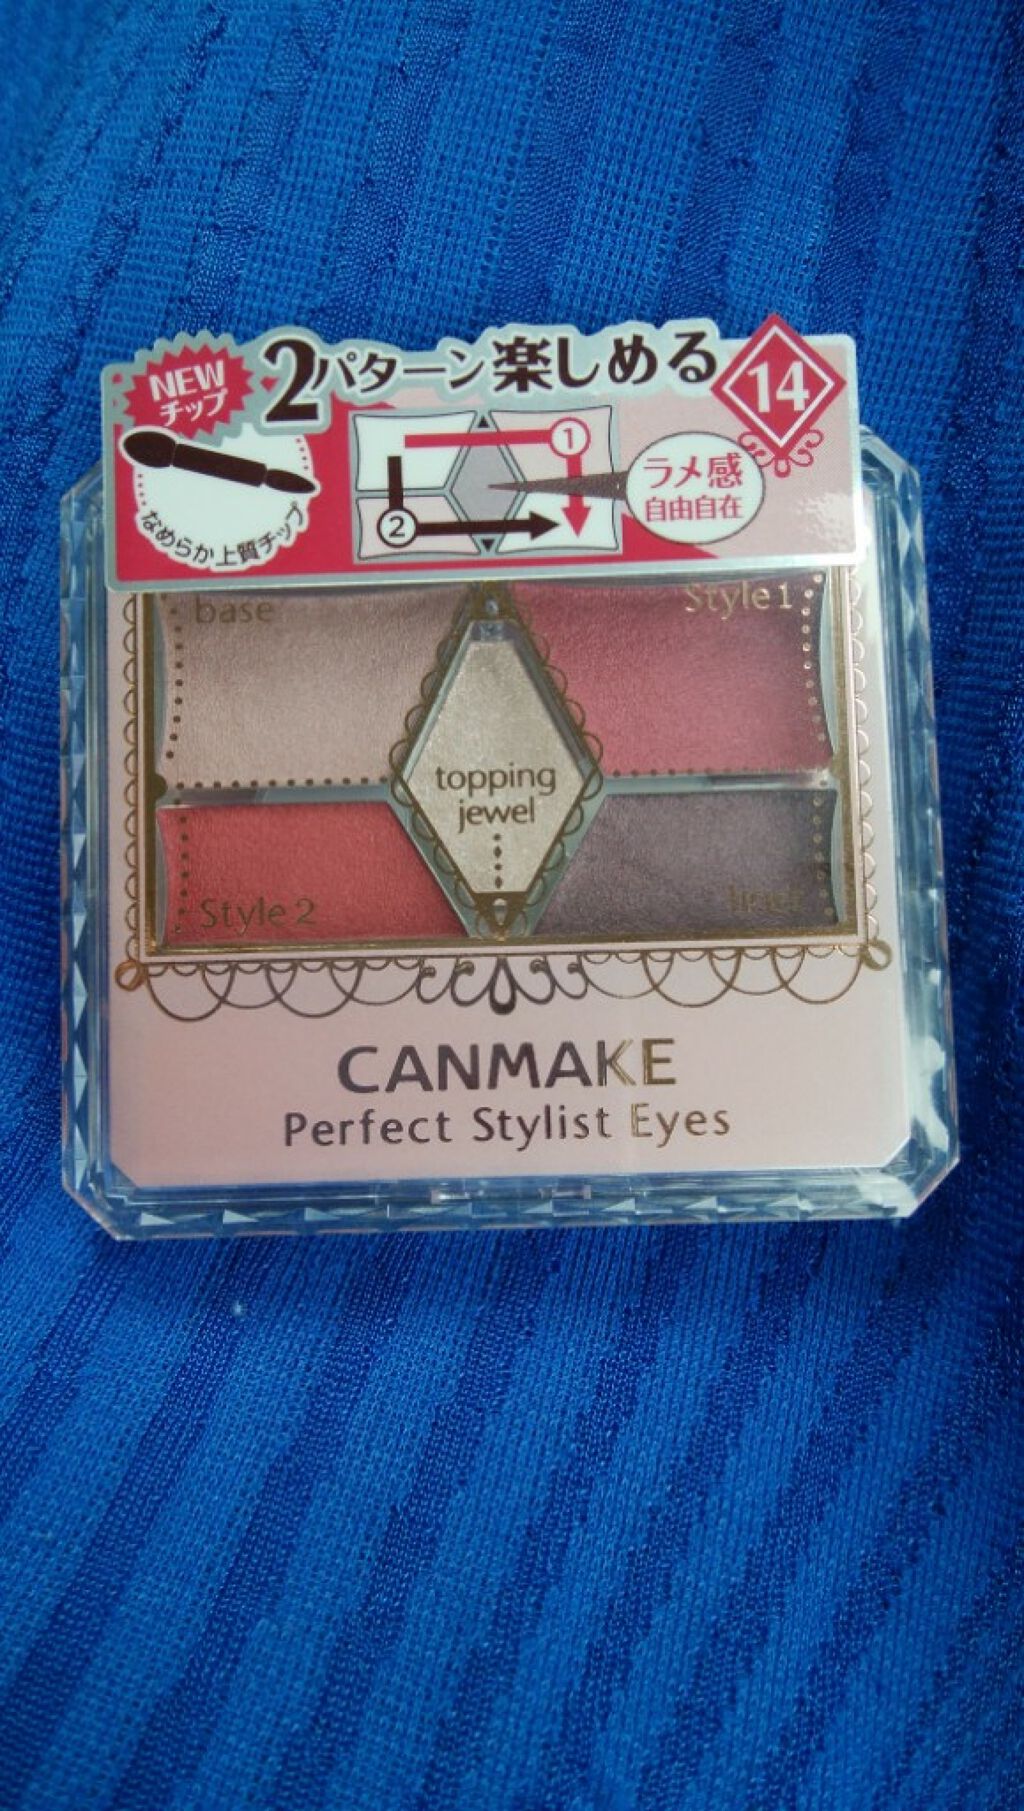 NEW
チップ
2パターン楽しめる
14
1
ラメ感
自由自在
2
なめらか上質チップ
base
Style 1
topping
jewel
Style 2
liner
CANMAKE
Perfect Stylist Eyes